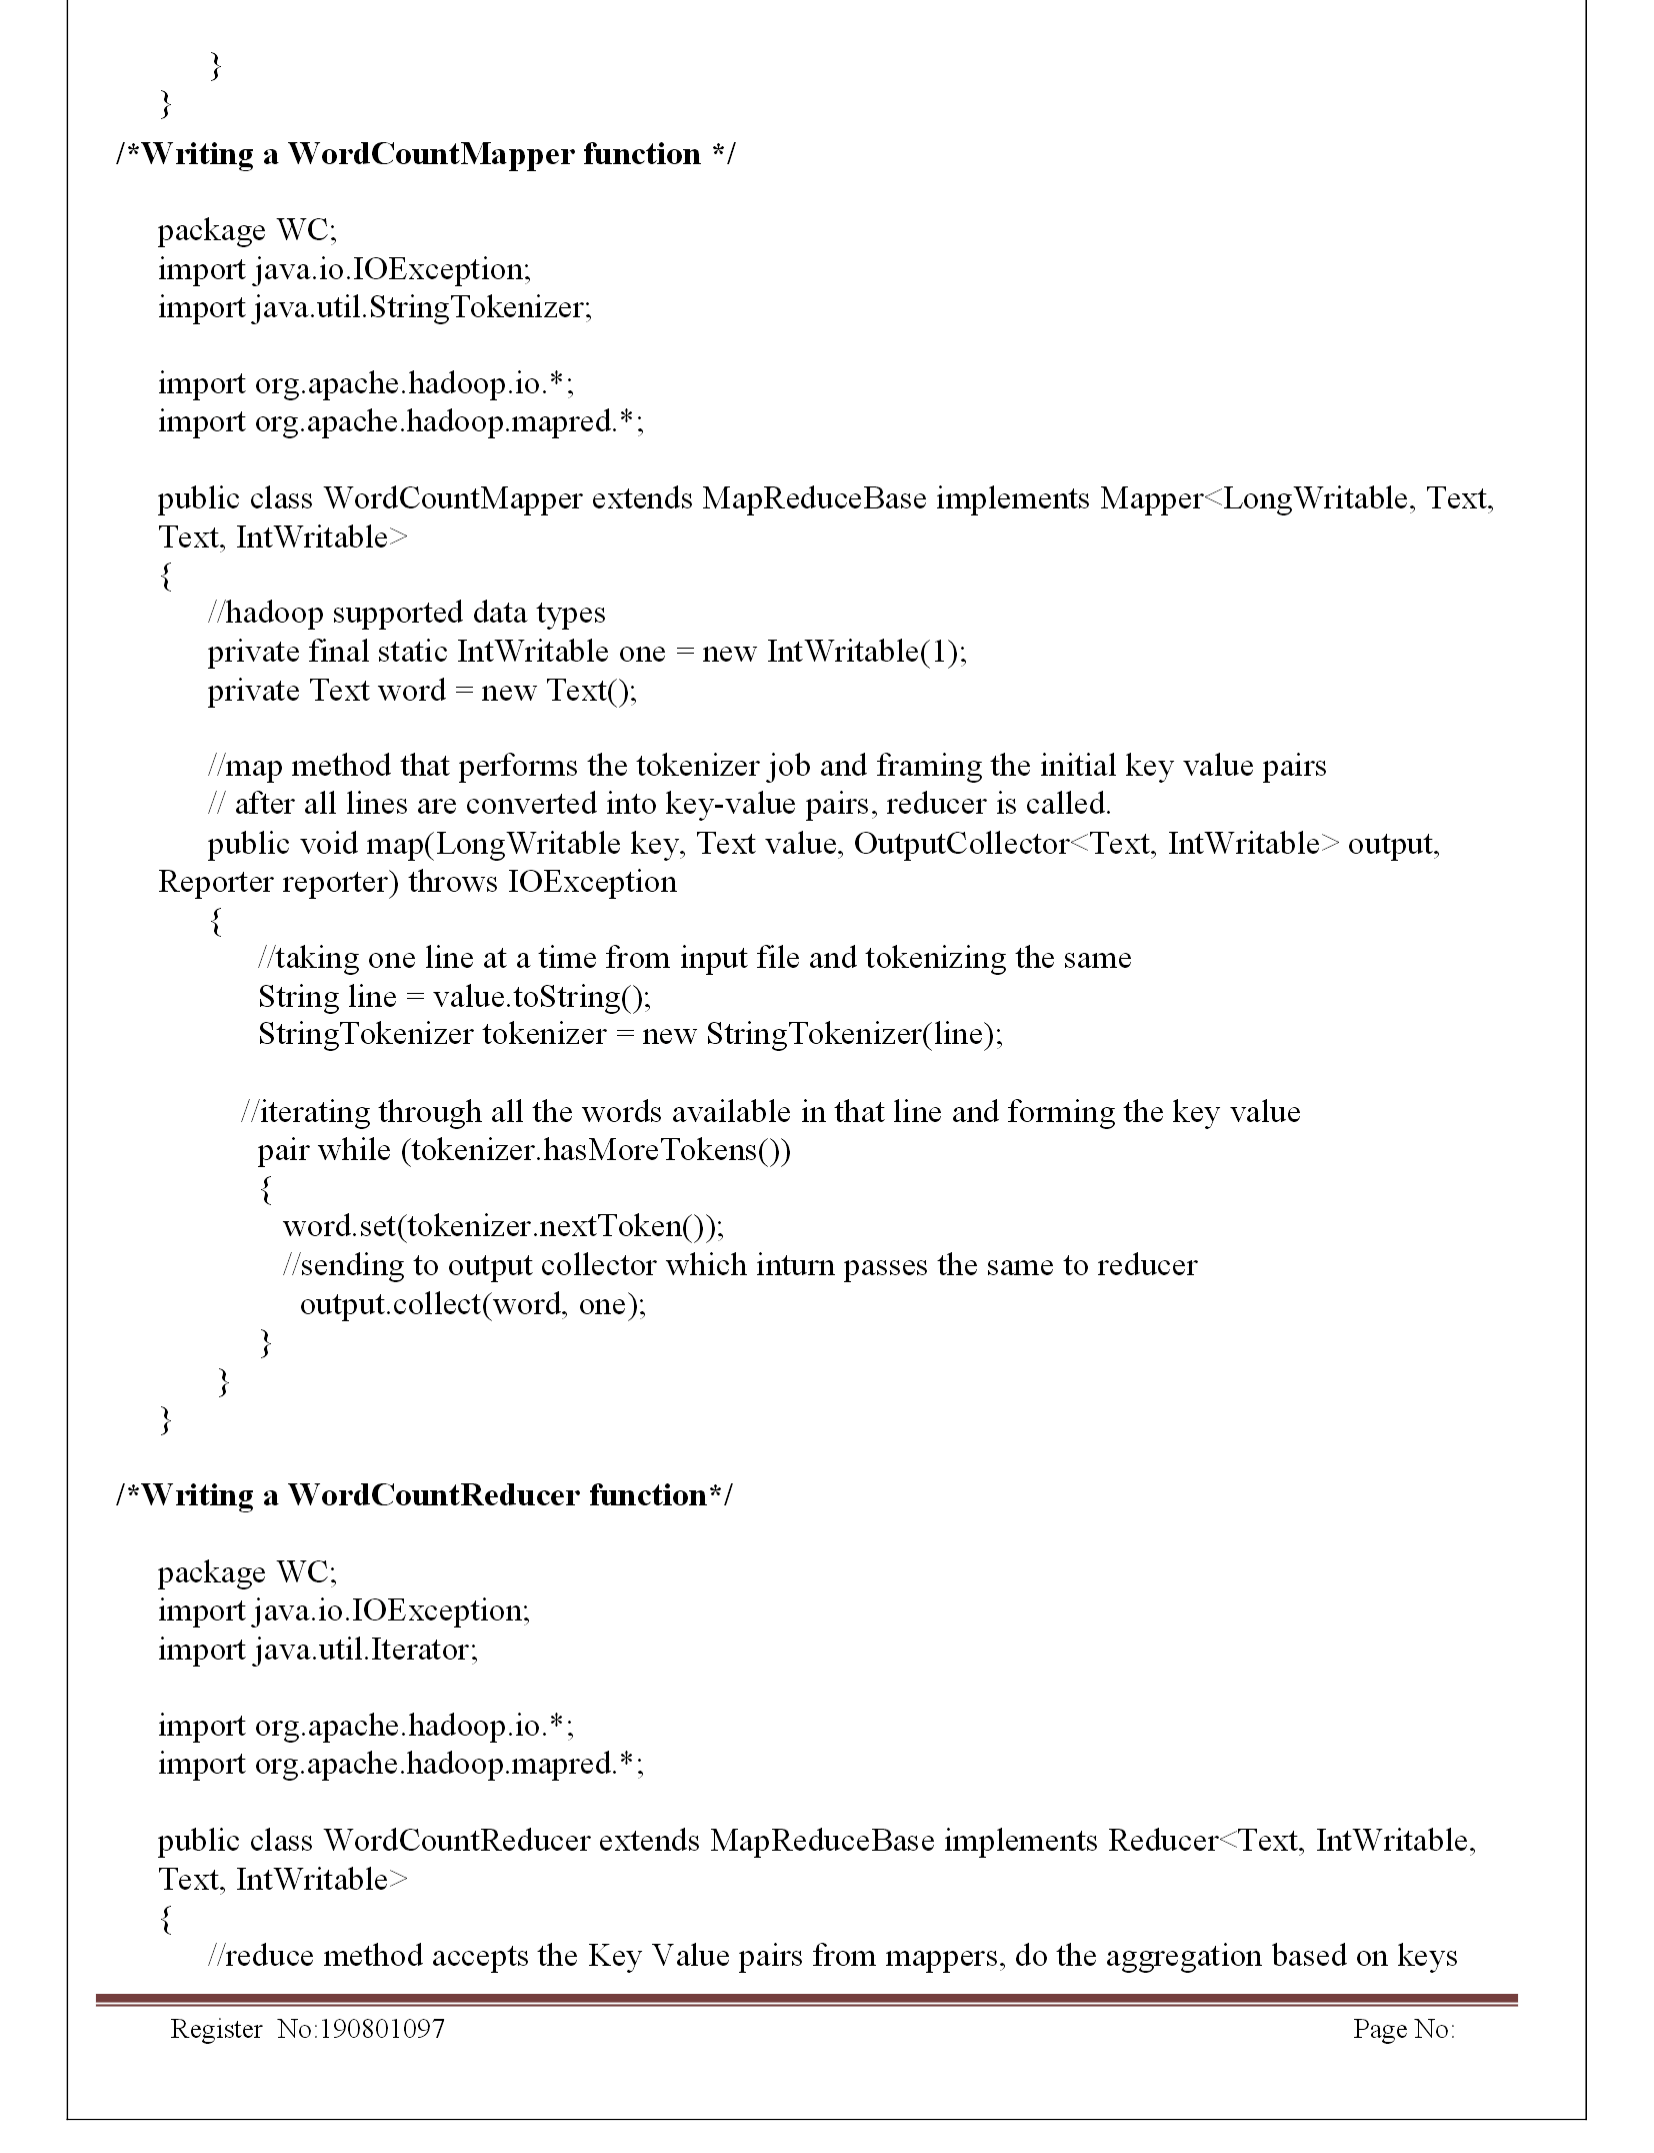 }
}
/*Writing a WordCountMapper function */
package WC;
import java.io.IOException;
import java.util.StringTokenizer;
import org.apache.hadoop.io.*;
import org.apache.hadoop.mapred.*;
public class WordCountMapper extends MapReduceBase implements Mapper<LongWritable, Text,
Text, IntWritable>
{
//hadoop supported data types
private final static IntWritable one = new IntWritable(1);
private Text word = new Text();
//map method that performs the tokenizer job and framing the initial key value pairs
// after all lines are converted into key-value pairs, reducer is called.
public void map(LongWritable key, Text value, OutputCollector<Text, IntWritable> output,
Reporter reporter) throws IOException
{
//taking one line at a time from input file and tokenizing the same
String line = value.toString();
StringTokenizer tokenizer = new StringTokenizer(line);
//iterating through all the words available in that line and forming the key value
pair while (tokenizer.hasMoreTokens())
{
word.set(tokenizer.nextToken());
//sending to output collector which inturn passes the same to reducer
output.collect(word, one);
}
}
}
/*Writing a WordCountReducer function*/
package WC;
import java.io.IOException;
import java.util.Iterator;
import org.apache.hadoop.io.*;
import org.apache.hadoop.mapred.*;
public class WordCountReducer extends MapReduceBase implements Reducer<Text, IntWritable,
Text, IntWritable>
{
//reduce method accepts the Key Value pairs from mappers, do the aggregation based on keys
Register No:190801097 Page No: